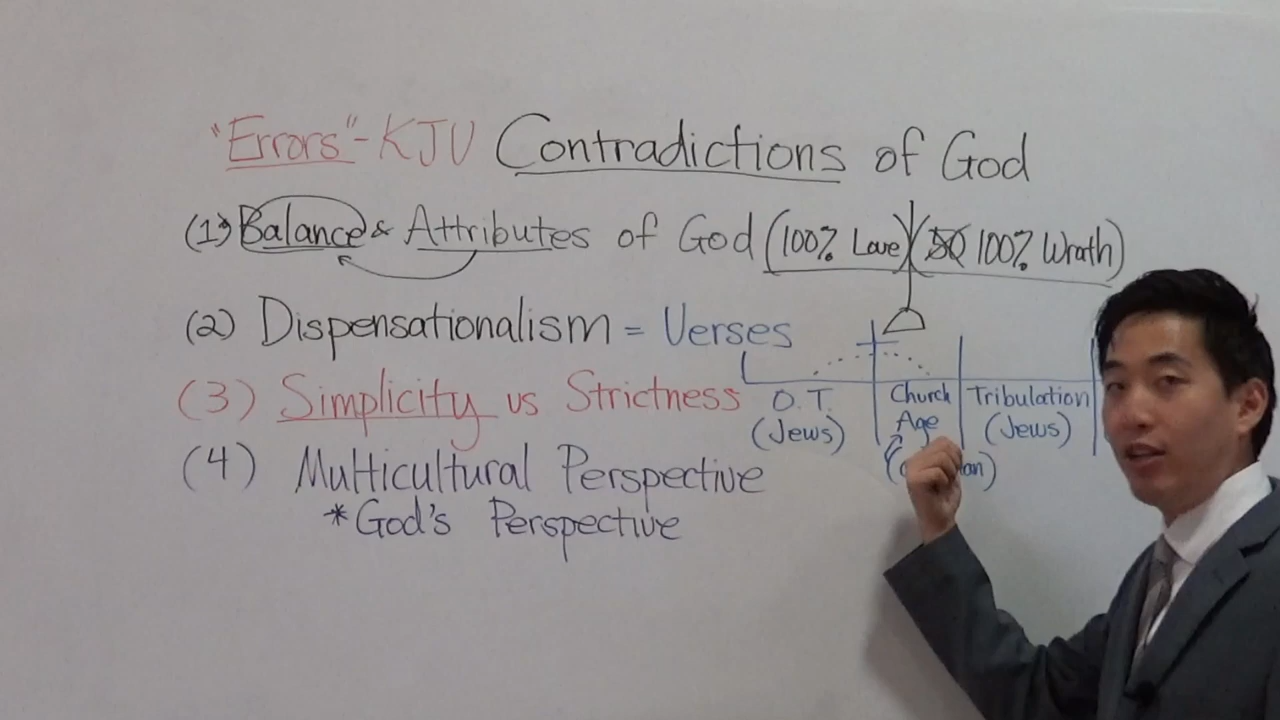 "Errors"-KJV Contradictions of God
(1) Balance & Attributes of God (100% Love)(50 100% Wrath)
(2) Dispensationalism = Verses
(3) Simplicity vs Strictness
O.T. (Jews)
Church Age
Tribulation (Jews)
(4) Multicultural Perspective
*God's Perspective